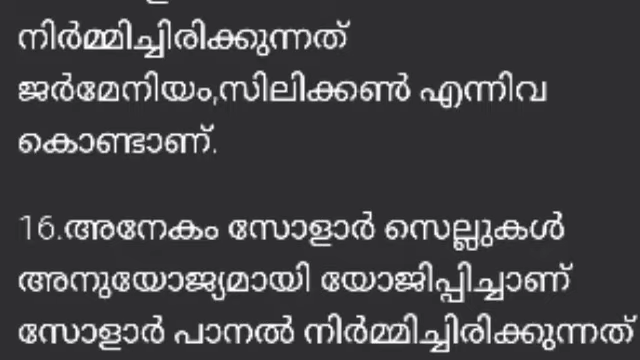 നിർമ്മിച്ചിരിക്കുന്നത്
ജർമേനിയം,സിലിക്കൺ എന്നിവ
കൊണ്ടാണ്.
16.അനേകം സോളാർ സെല്ലുകൾ
അനുയോജ്യമായി യോജിപ്പിച്ചാണ്
സോളാർ പാനൽ നിർമ്മിച്ചിരിക്കുന്നത്